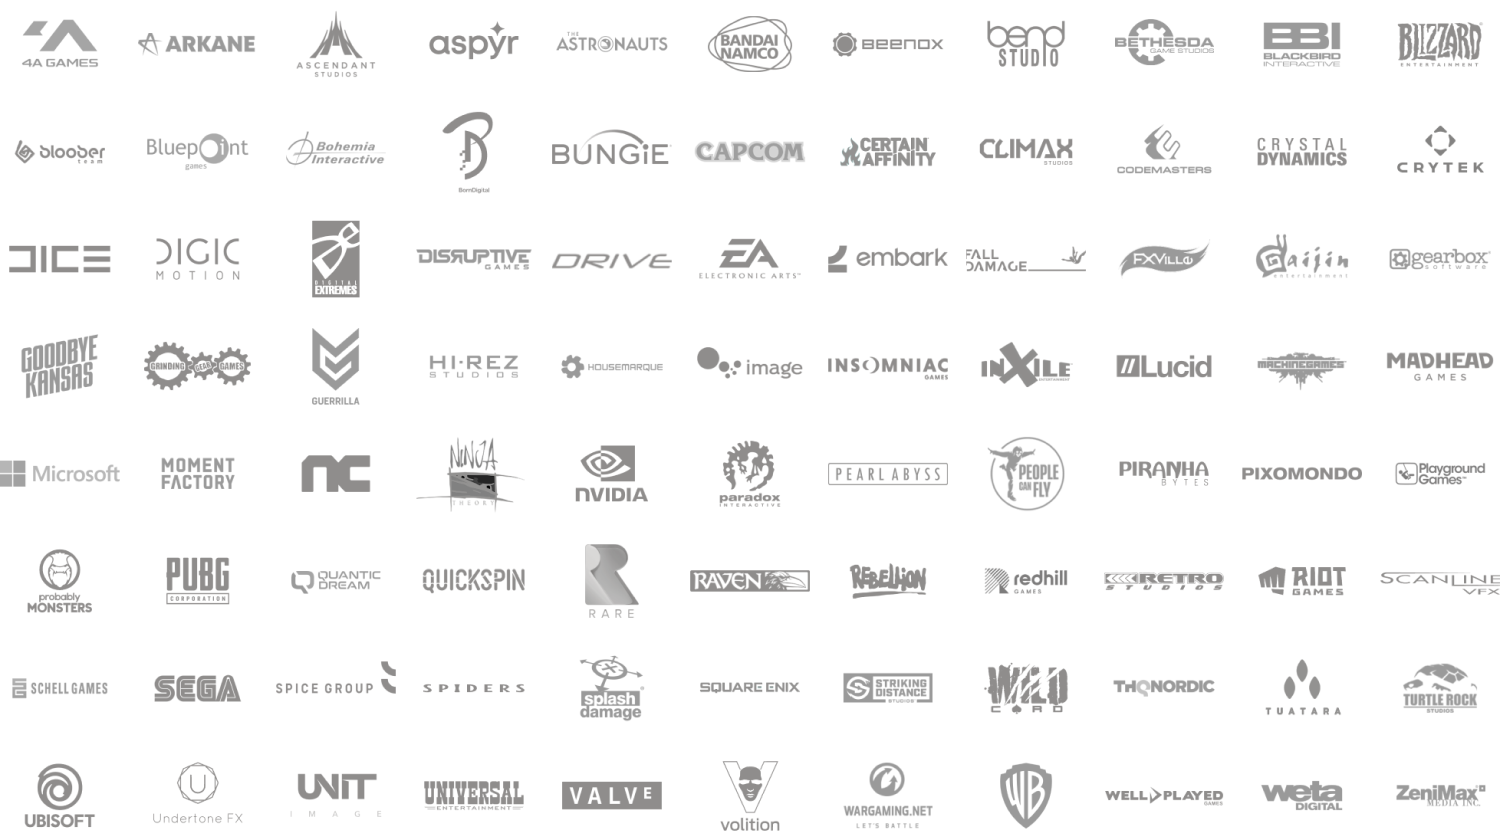 4A GAMES
ARKANE
ASCENDANT
STUDIOS
aspyr
THE
ASTRONAUTS
BANDAI
NAMCO
BEENOX
bend
STUDIO
BETHESDA
GAME STUDIOS
BBI
BLACKBIRD
INTERACTIVE
BLIZZARD
ENTERTAINMENT
bloober
team
Bluepoint
games
Bohemia
Interactive
B
BornDigital
BUNGiE
CAPCOM
CERTAIN
AFFINITY
CLIMAX
STUDIOS
CODEMASTERS
CRYSTAL
DYNAMICS
CRYTEK
DICE
DIGIC
MOTION
DIGITAL
EXTREMES
DISRUPTIVE
GAMES
DRIVE
EA
ELECTRONIC ARTS™
embark
FALL
DAMAGE
FXVille
Gaijin
entertainment
gearbox
software
GOODBYE
KANSAS
GRINDING
GEAR
GAMES
GUERRILLA
HI-REZ
STUDIOS
HOUSEMARQUE
image
INSOMNIAC
GAMES
INXILE
ENTERTAINMENT
Lucid
MACHINEGAMES
MADHEAD
GAMES
Microsoft
MOMENT
FACTORY
NC
NINJA
THEORY
NVIDIA
paradox
INTERACTIVE
PEARL ABYSS
PEOPLE
CAN
FLY
PIRANHA
BYTES
PIXOMONDO
Playground
Games™
probably
MONSTERS
PUBG
CORPORATION
QUANTIC
DREAM
QUICKSPIN
R
RARE
RAVEN
REBELLION
redhill
GAMES
RETRO
STUDIOS
RIOT
GAMES
SCANLINE
VFX
SCHELL GAMES
SEGA
SPICE GROUP
SPIDERS
splash
damage
SQUARE ENIX
STRIKING
DISTANCE
STUDIOS
WILD
CARD
THQNORDIC
TUATARA
TURTLE ROCK
STUDIOS
UBISOFT
U
Undertone FX
UNIT
IMAGE
UNIVERSAL
ENTERTAINMENT
VALVE
V
volition
WARGAMING.NET
LET'S BATTLE
WB
WELL PLAYED
GAMES
weta
DIGITAL
ZeniMax
MEDIA INC.